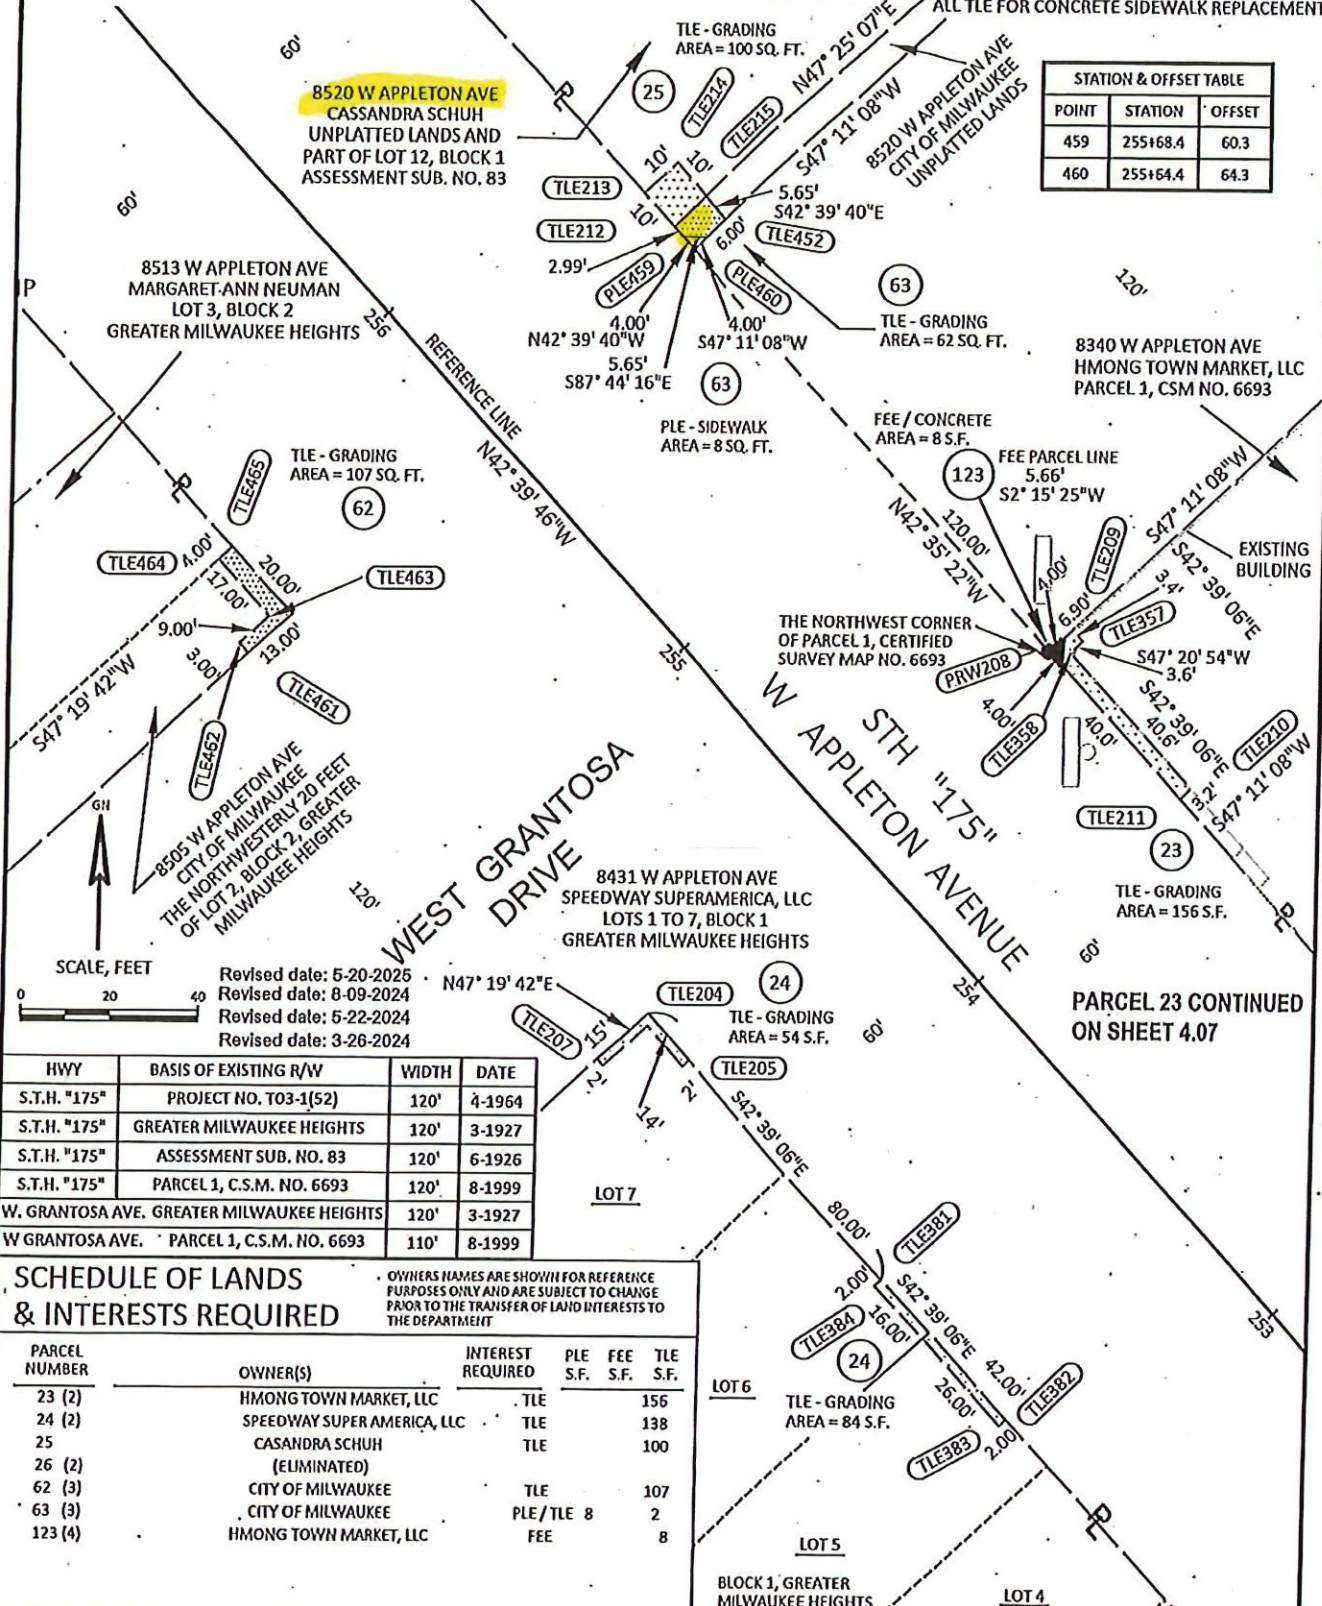 ALL TLE FOR CONCRETE SIDEWALK REPLACEMENT
60'
8520 W APPLETON AVE
CASSANDRA SCHUH
UNPLATTED LANDS AND
PART OF LOT 12, BLOCK 1
ASSESSMENT SUB. NO. 83
PL
TLE - GRADING
AREA = 100 SQ. FT.
25
TLE214
TLE215
N47° 25' 07"E
S47° 11' 08"W
8520 W APPLETON AVE
CITY OF MILWAUKEE
UNPLATTED LANDS
STATION & OFFSET TABLE
POINT STATION OFFSET
459 255+68.4 60.3
460 255+64.4 64.3
10'
10'
TLE213
10'
TLE212
2.99'
5.65'
S42° 39' 40"E
6.00'
TLE452
PLE459
PLE460
4.00'
N42° 39' 40"W
4.00'
S47° 11' 08"W
5.65'
S87° 44' 16"E
63
PLE - SIDEWALK
AREA = 8 SQ. FT.
63
TLE - GRADING
AREA = 62 SQ. FT.
120'
60'
P
8513 W APPLETON AVE
MARGARET-ANN NEUMAN
LOT 3, BLOCK 2
GREATER MILWAUKEE HEIGHTS
256
REFERENCE LINE
N42° 39' 46"W
8340 W APPLETON AVE
HMONG TOWN MARKET, LLC
PARCEL 1, CSM NO. 6693
FEE / CONCRETE
AREA = 8 S.F.
123
FEE PARCEL LINE
5.66'
S2° 15' 25"W
S47° 11' 08"W
TLE - GRADING
AREA = 107 SQ. FT.
62
PL
TLE465
TLE464
4.00'
20.00'
17.00'
TLE463
9.00'
13.00'
3.00'
S47° 19' 42"W
TLE461
TLE462
N42° 35' 22"W
120.00'
4.00'
TLE209
6.90'
3.4'
TLE357
S42° 39' 06"E
EXISTING
BUILDING
THE NORTHWEST CORNER
OF PARCEL 1, CERTIFIED
SURVEY MAP NO. 6693
PRW208
S47° 20' 54"W
3.6'
4.00'
TLE358
40.0'
40.6'
S42° 39' 06"E
TLE210
3.2'
S47° 11' 08"W
TLE211
23
TLE - GRADING
AREA = 156 S.F.
PL
255
STH "175"
W APPLETON AVENUE
WEST GRANTOSA
DRIVE
8505 W APPLETON AVE
CITY OF MILWAUKEE
THE NORTHWESTERLY 20 FEET
OF LOT 2, BLOCK 2, GREATER
MILWAUKEE HEIGHTS
120'
GN
SCALE, FEET
0 20 40
Revised date: 5-20-2025
Revised date: 8-09-2024
Revised date: 5-22-2024
Revised date: 3-26-2024
8431 W APPLETON AVE
SPEEDWAY SUPERAMERICA, LLC
LOTS 1 TO 7, BLOCK 1
GREATER MILWAUKEE HEIGHTS
N47° 19' 42"E
TLE204
24
TLE - GRADING
AREA = 54 S.F.
TLE207
15'
2'
14'
2'
TLE205
60'
254
60'
PARCEL 23 CONTINUED
ON SHEET 4.07
HWY BASIS OF EXISTING R/W WIDTH DATE
S.T.H. "175" PROJECT NO. T03-1(52) 120' 4-1964
S.T.H. "175" GREATER MILWAUKEE HEIGHTS 120' 3-1927
S.T.H. "175" ASSESSMENT SUB. NO. 83 120' 6-1926
S.T.H. "175" PARCEL 1, C.S.M. NO. 6693 120' 8-1999
W. GRANTOSA AVE. GREATER MILWAUKEE HEIGHTS 120' 3-1927
W GRANTOSA AVE. PARCEL 1, C.S.M. NO. 6693 110' 8-1999
S42° 39' 06"E
80.00'
LOT 7
TLE381
2.00'
S42° 39' 06"E
TLE384
16.00'
24
TLE - GRADING
AREA = 84 S.F.
42.00'
26.00'
TLE382
TLE383
2.00'
253
LOT 6
PL
LOT 5
BLOCK 1, GREATER
MILWAUKEE HEIGHTS
LOT 4
SCHEDULE OF LANDS
& INTERESTS REQUIRED
OWNERS NAMES ARE SHOWN FOR REFERENCE
PURPOSES ONLY AND ARE SUBJECT TO CHANGE
PRIOR TO THE TRANSFER OF LAND INTERESTS TO
THE DEPARTMENT
PARCEL NUMBER OWNER(S) INTEREST REQUIRED PLE S.F. FEE S.F. TLE S.F.
23 (2) HMONG TOWN MARKET, LLC TLE 156
24 (2) SPEEDWAY SUPER AMERICA, LLC TLE 138
25 CASANDRA SCHUH TLE 100
26 (2) (ELIMINATED)
62 (3) CITY OF MILWAUKEE TLE 107
63 (3) CITY OF MILWAUKEE PLE/TLE 8 2
123 (4) HMONG TOWN MARKET, LLC FEE 8